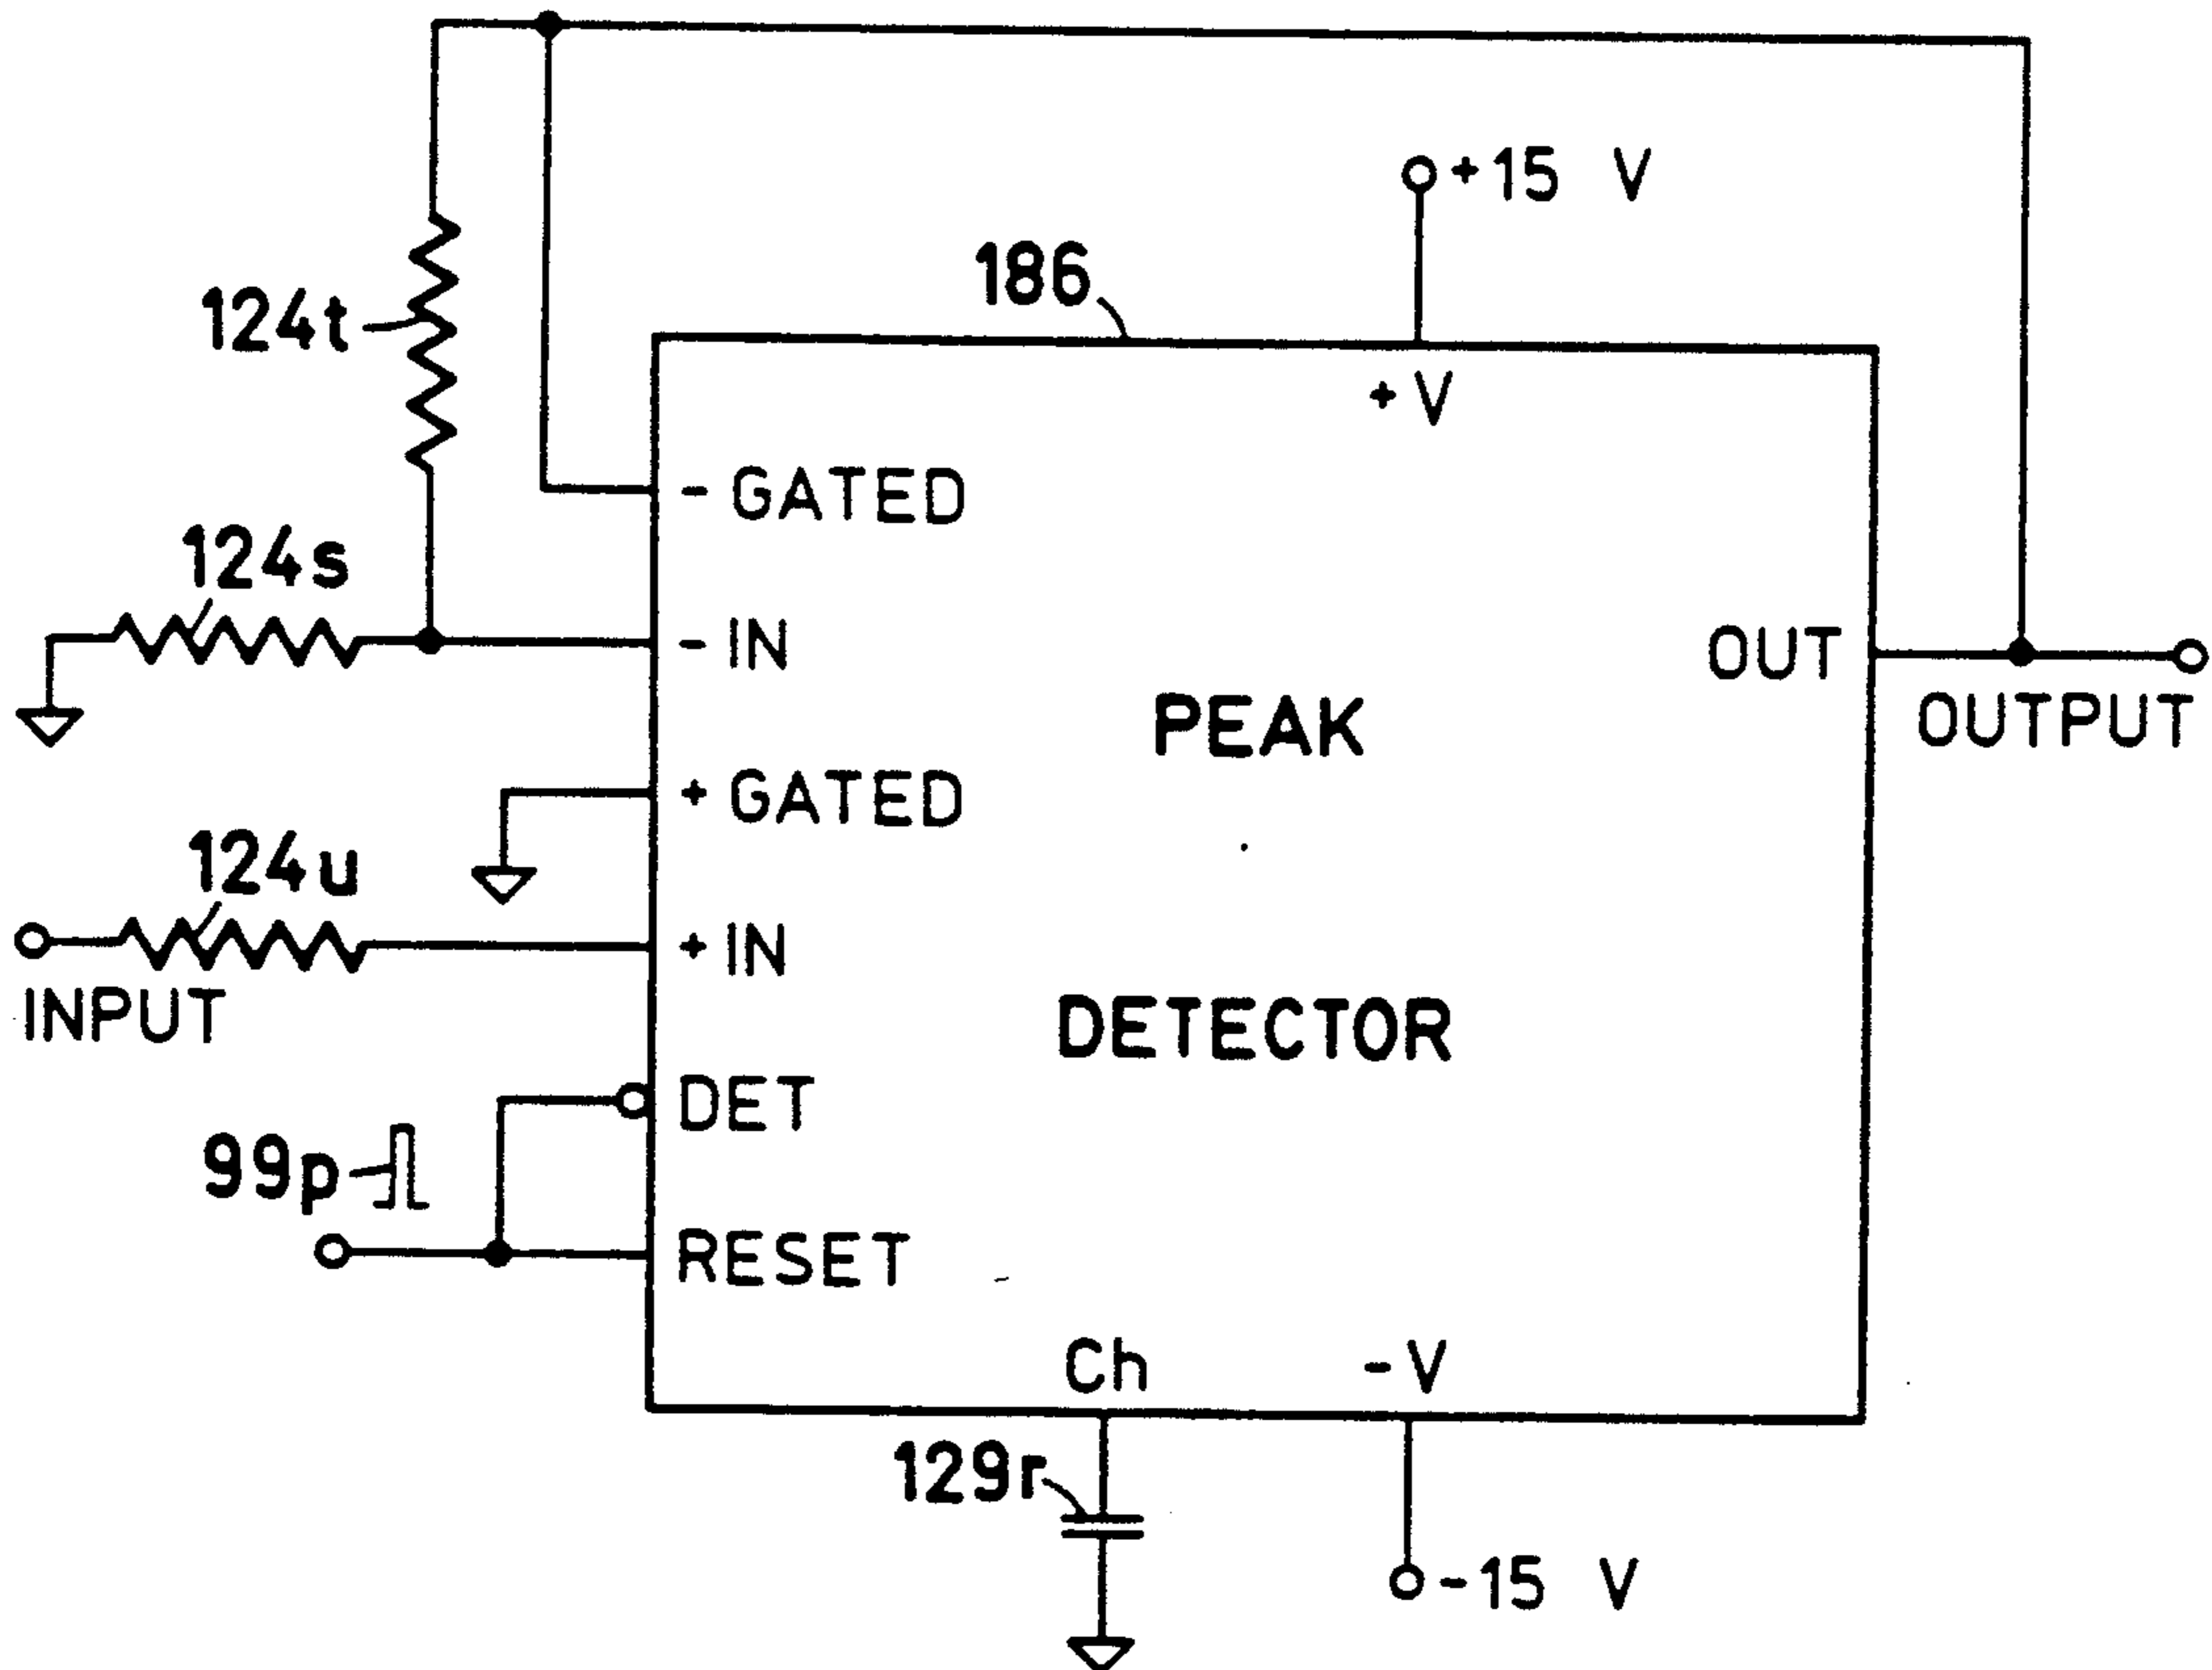 +15 V
186
124t
+ V
- GATED
124s
- IN
OUT
PEAK
OUTPUT
+ GATED
124u
+ IN
INPUT
DETECTOR
DET
99p
RESET
Ch
- V
129r
-15 V